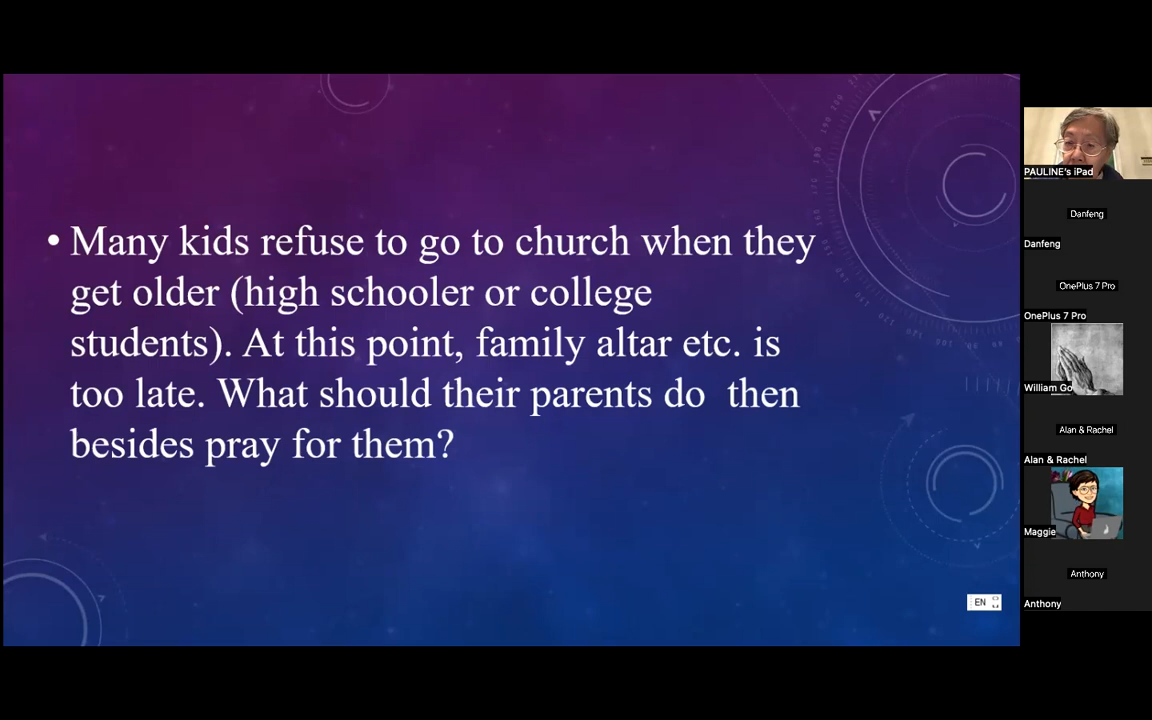 • Many kids refuse to go to church when they
get older (high schooler or college
students). At this point, family altar etc. is
too late. What should their parents do  then
besides pray for them?
EN
PAULINE's iPad
Danfeng
Danfeng
OnePlus 7 Pro
OnePlus 7 Pro
William Go
Alan & Rachel
Alan & Rachel
Maggie
Anthony
Anthony